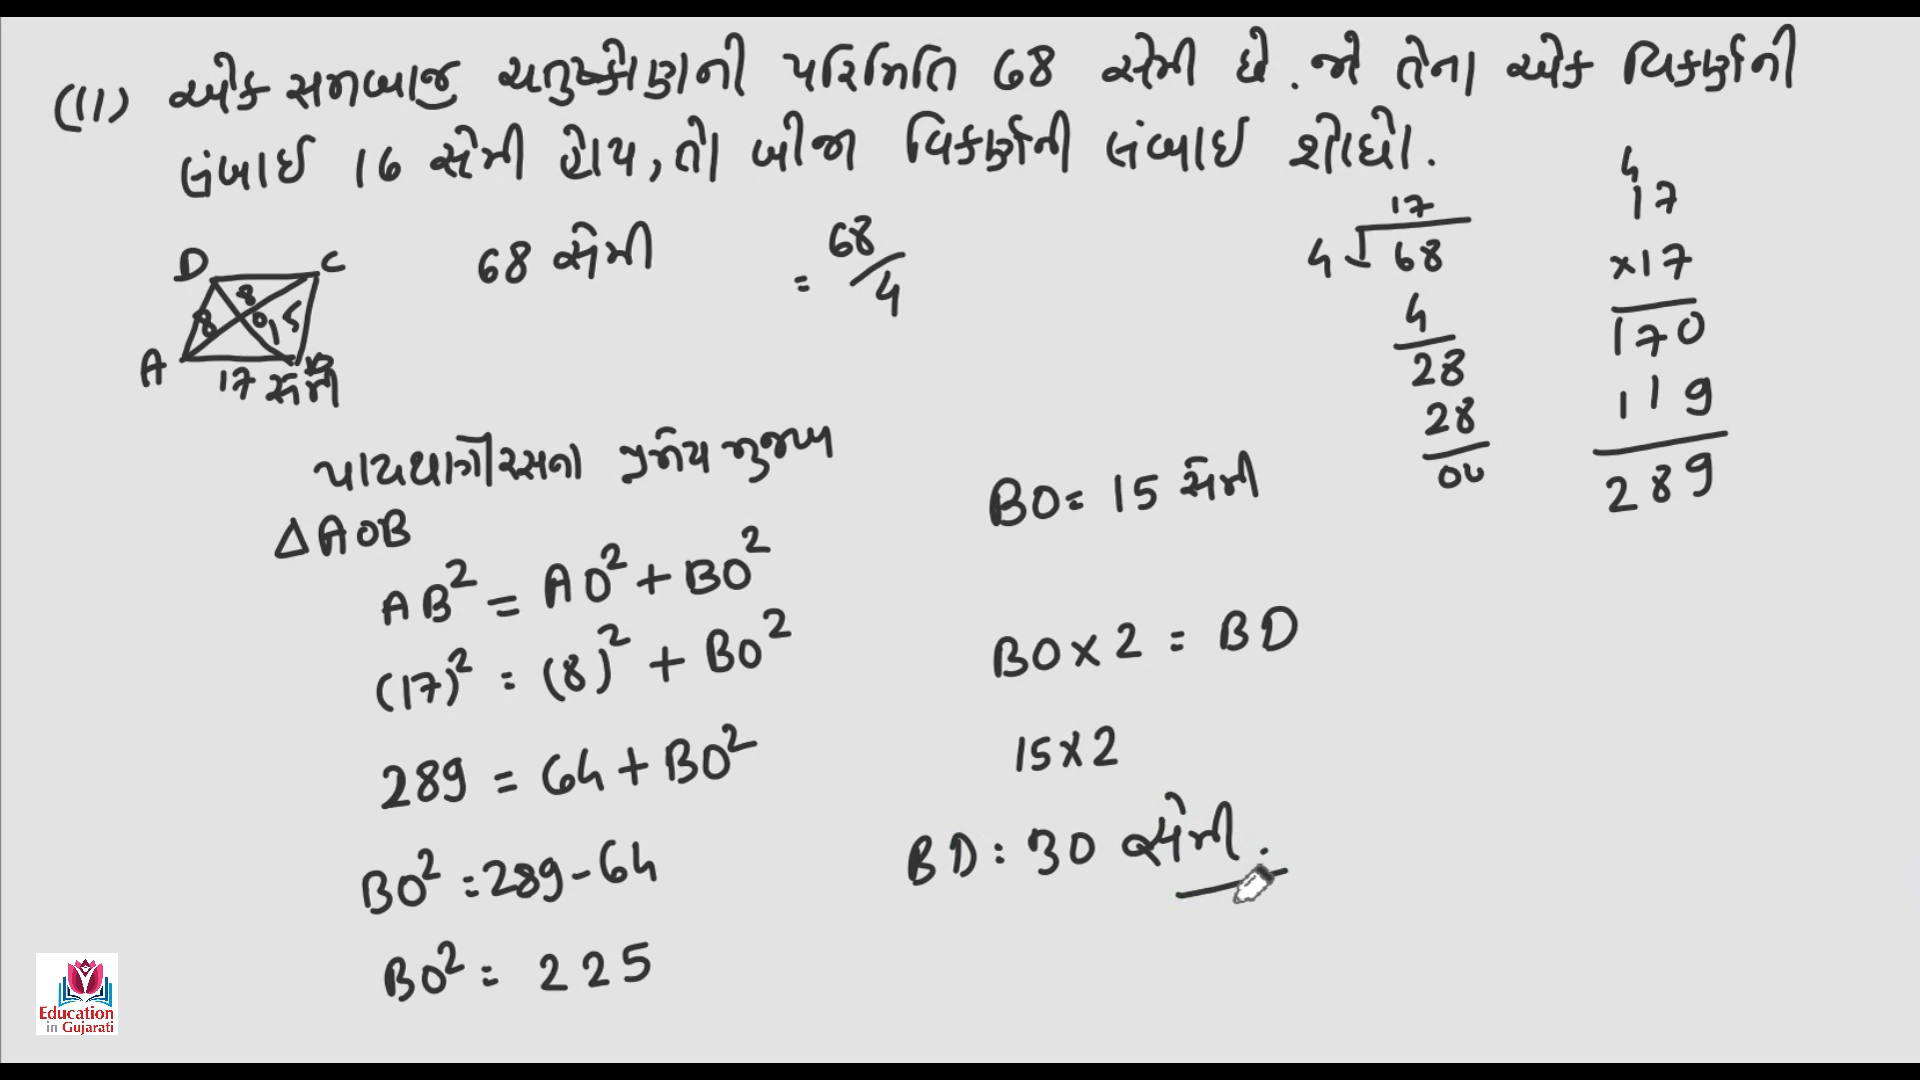 (11) એક સમબાજુ ચતુષ્કોણની પરિમિતિ 68 સેમી છે. જો તેના એક વિકર્ણની
લંબાઈ 16 સેમી હોય, તો બીજા વિકર્ણની લંબાઈ શોધો.
D C
8 8 0 15
A B
17 સેમી
68 સેમી = 68/4
17
4 √68
4
28
28
00
4
17
×17
170
119
289
પાયથાગોરસના પ્રમેય મુજબ
△AOB
AB² = AO² + BO²
(17)² = (8)² + BO²
289 = 64 + BO²
BO² = 289 - 64
BO² = 225
BO = 15 સેમી
BO × 2 = BD
15 × 2
BD = 30 સેમી.
Education
in Gujarati